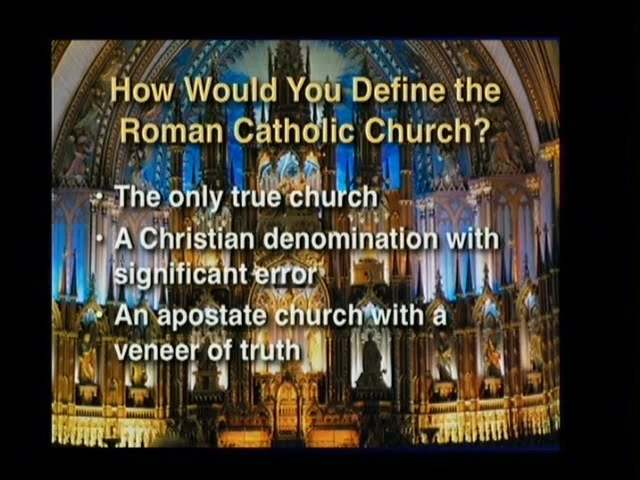 How Would You Define the
Roman Catholic Church?
• The only true church
• A Christian denomination with
significant error
• An apostate church with a
veneer of truth